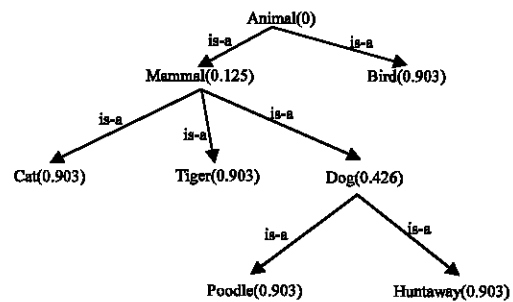 Animal(0)
is-a is-a
Mammal(0.125) Bird(0.903)
is-a is-a is-a
Cat(0.903) Tiger(0.903) Dog(0.426)
is-a is-a
Poodle(0.903) Huntaway(0.903)